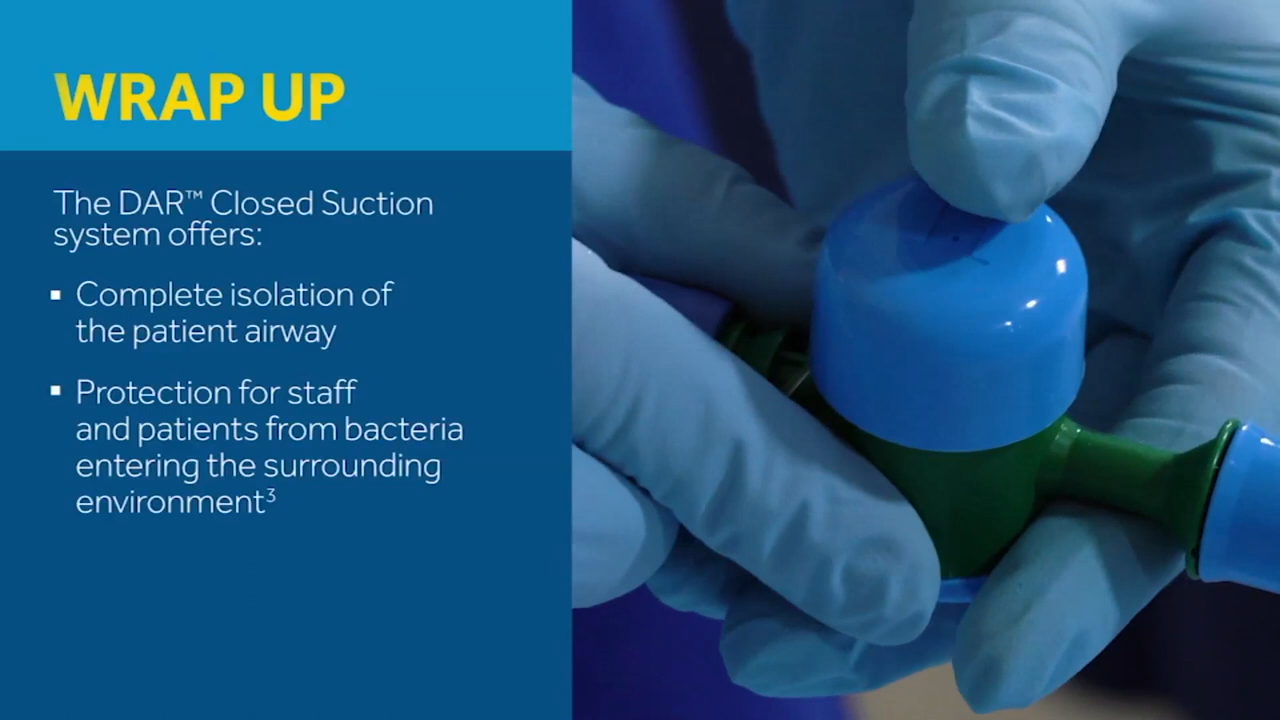 WRAP UP
The DAR™ Closed Suction
system offers:
▪ Complete isolation of
the patient airway
▪ Protection for staff
and patients from bacteria
entering the surrounding
environment³